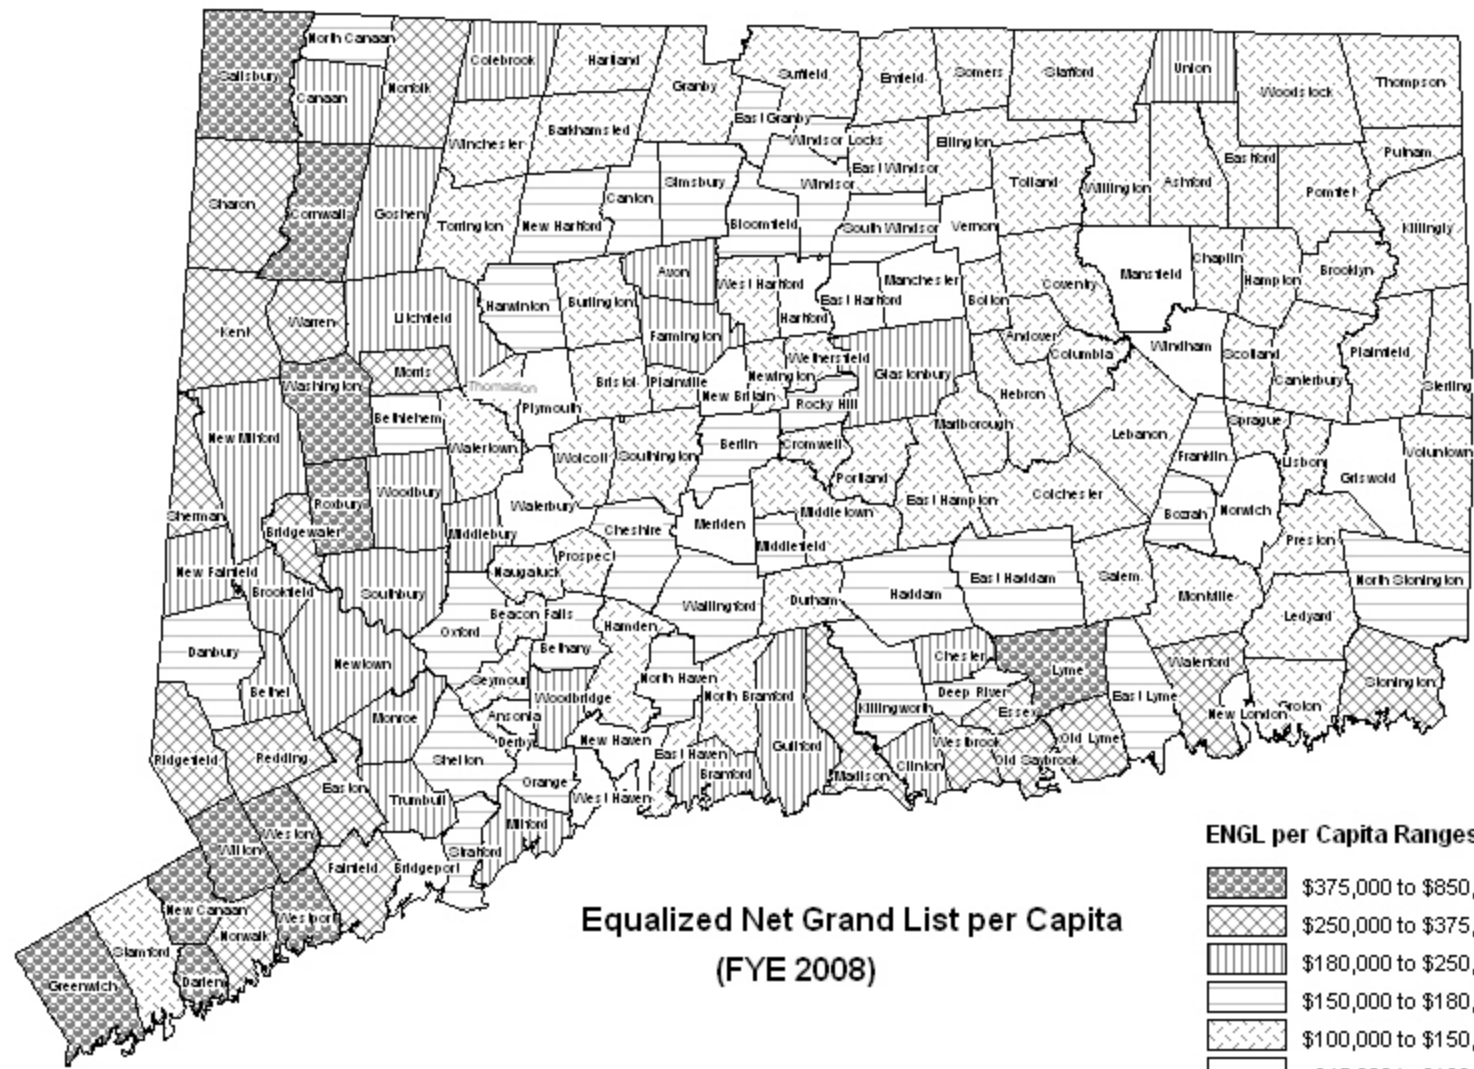 North Canaan
Salisbury
Canaan
Norfolk
Colebrook
Hartland
Granby
Suffield
Enfield
Somers
Stafford
Union
Woodstock
Thompson
Winchester
Barkhamsted
East Granby
Windsor Locks
East Windsor
Ellington
Tolland
Willington
Ashford
Eastford
Putnam
Pomfret
Killingly
Sharon
Cornwall
Goshen
Torrington
New Hartford
Canton
Simsbury
Bloomfield
Windsor
South Windsor
Vernon
Mansfield
Chaplin
Hampton
Brooklyn
Kent
Warren
Litchfield
Harwinton
Burlington
Avon
West Hartford
Hartford
East Hartford
Manchester
Bolton
Coventry
Farmington
Andover
Columbia
Windham
Scotland
Canterbury
Plainfield
Sterling
Washington
Morris
Thomaston
Plymouth
Bristol
Plainville
New Britain
Newington
Wethersfield
Rocky Hill
Glastonbury
Hebron
Marlborough
Lebanon
Sprague
Franklin
Lisbon
Griswold
Voluntown
New Milford
Bethlehem
Watertown
Wolcott
Southington
Berlin
Cromwell
Portland
East Hampton
Colchester
Bozrah
Norwich
Preston
Sherman
Bridgewater
Roxbury
Woodbury
Middlebury
Waterbury
Cheshire
Meriden
Middletown
Middlefield
New Fairfield
Brookfield
Southbury
Naugatuck
Prospect
Beacon Falls
Wallingford
Durham
Haddam
East Haddam
Salem
Montville
Ledyard
North Stonington
Danbury
Bethel
Newtown
Oxford
Seymour
Bethany
Hamden
North Haven
North Branford
Woodbridge
Ansonia
Derby
New Haven
East Haven
Branford
Guilford
Madison
Killingworth
Chester
Deep River
Essex
Clinton
Westbrook
Old Saybrook
Lyme
Old Lyme
East Lyme
Waterford
New London
Groton
Stonington
Ridgefield
Redding
Monroe
Easton
Trumbull
Shelton
Orange
West Haven
Milford
Stratford
Bridgeport
Fairfield
Weston
Wilton
Westport
Norwalk
New Canaan
Darien
Stamford
Greenwich
Equalized Net Grand List per Capita
(FYE 2008)
ENGL per Capita Ranges
$375,000 to $850,
$250,000 to $375,
$180,000 to $250,
$150,000 to $180,
$100,000 to $150,